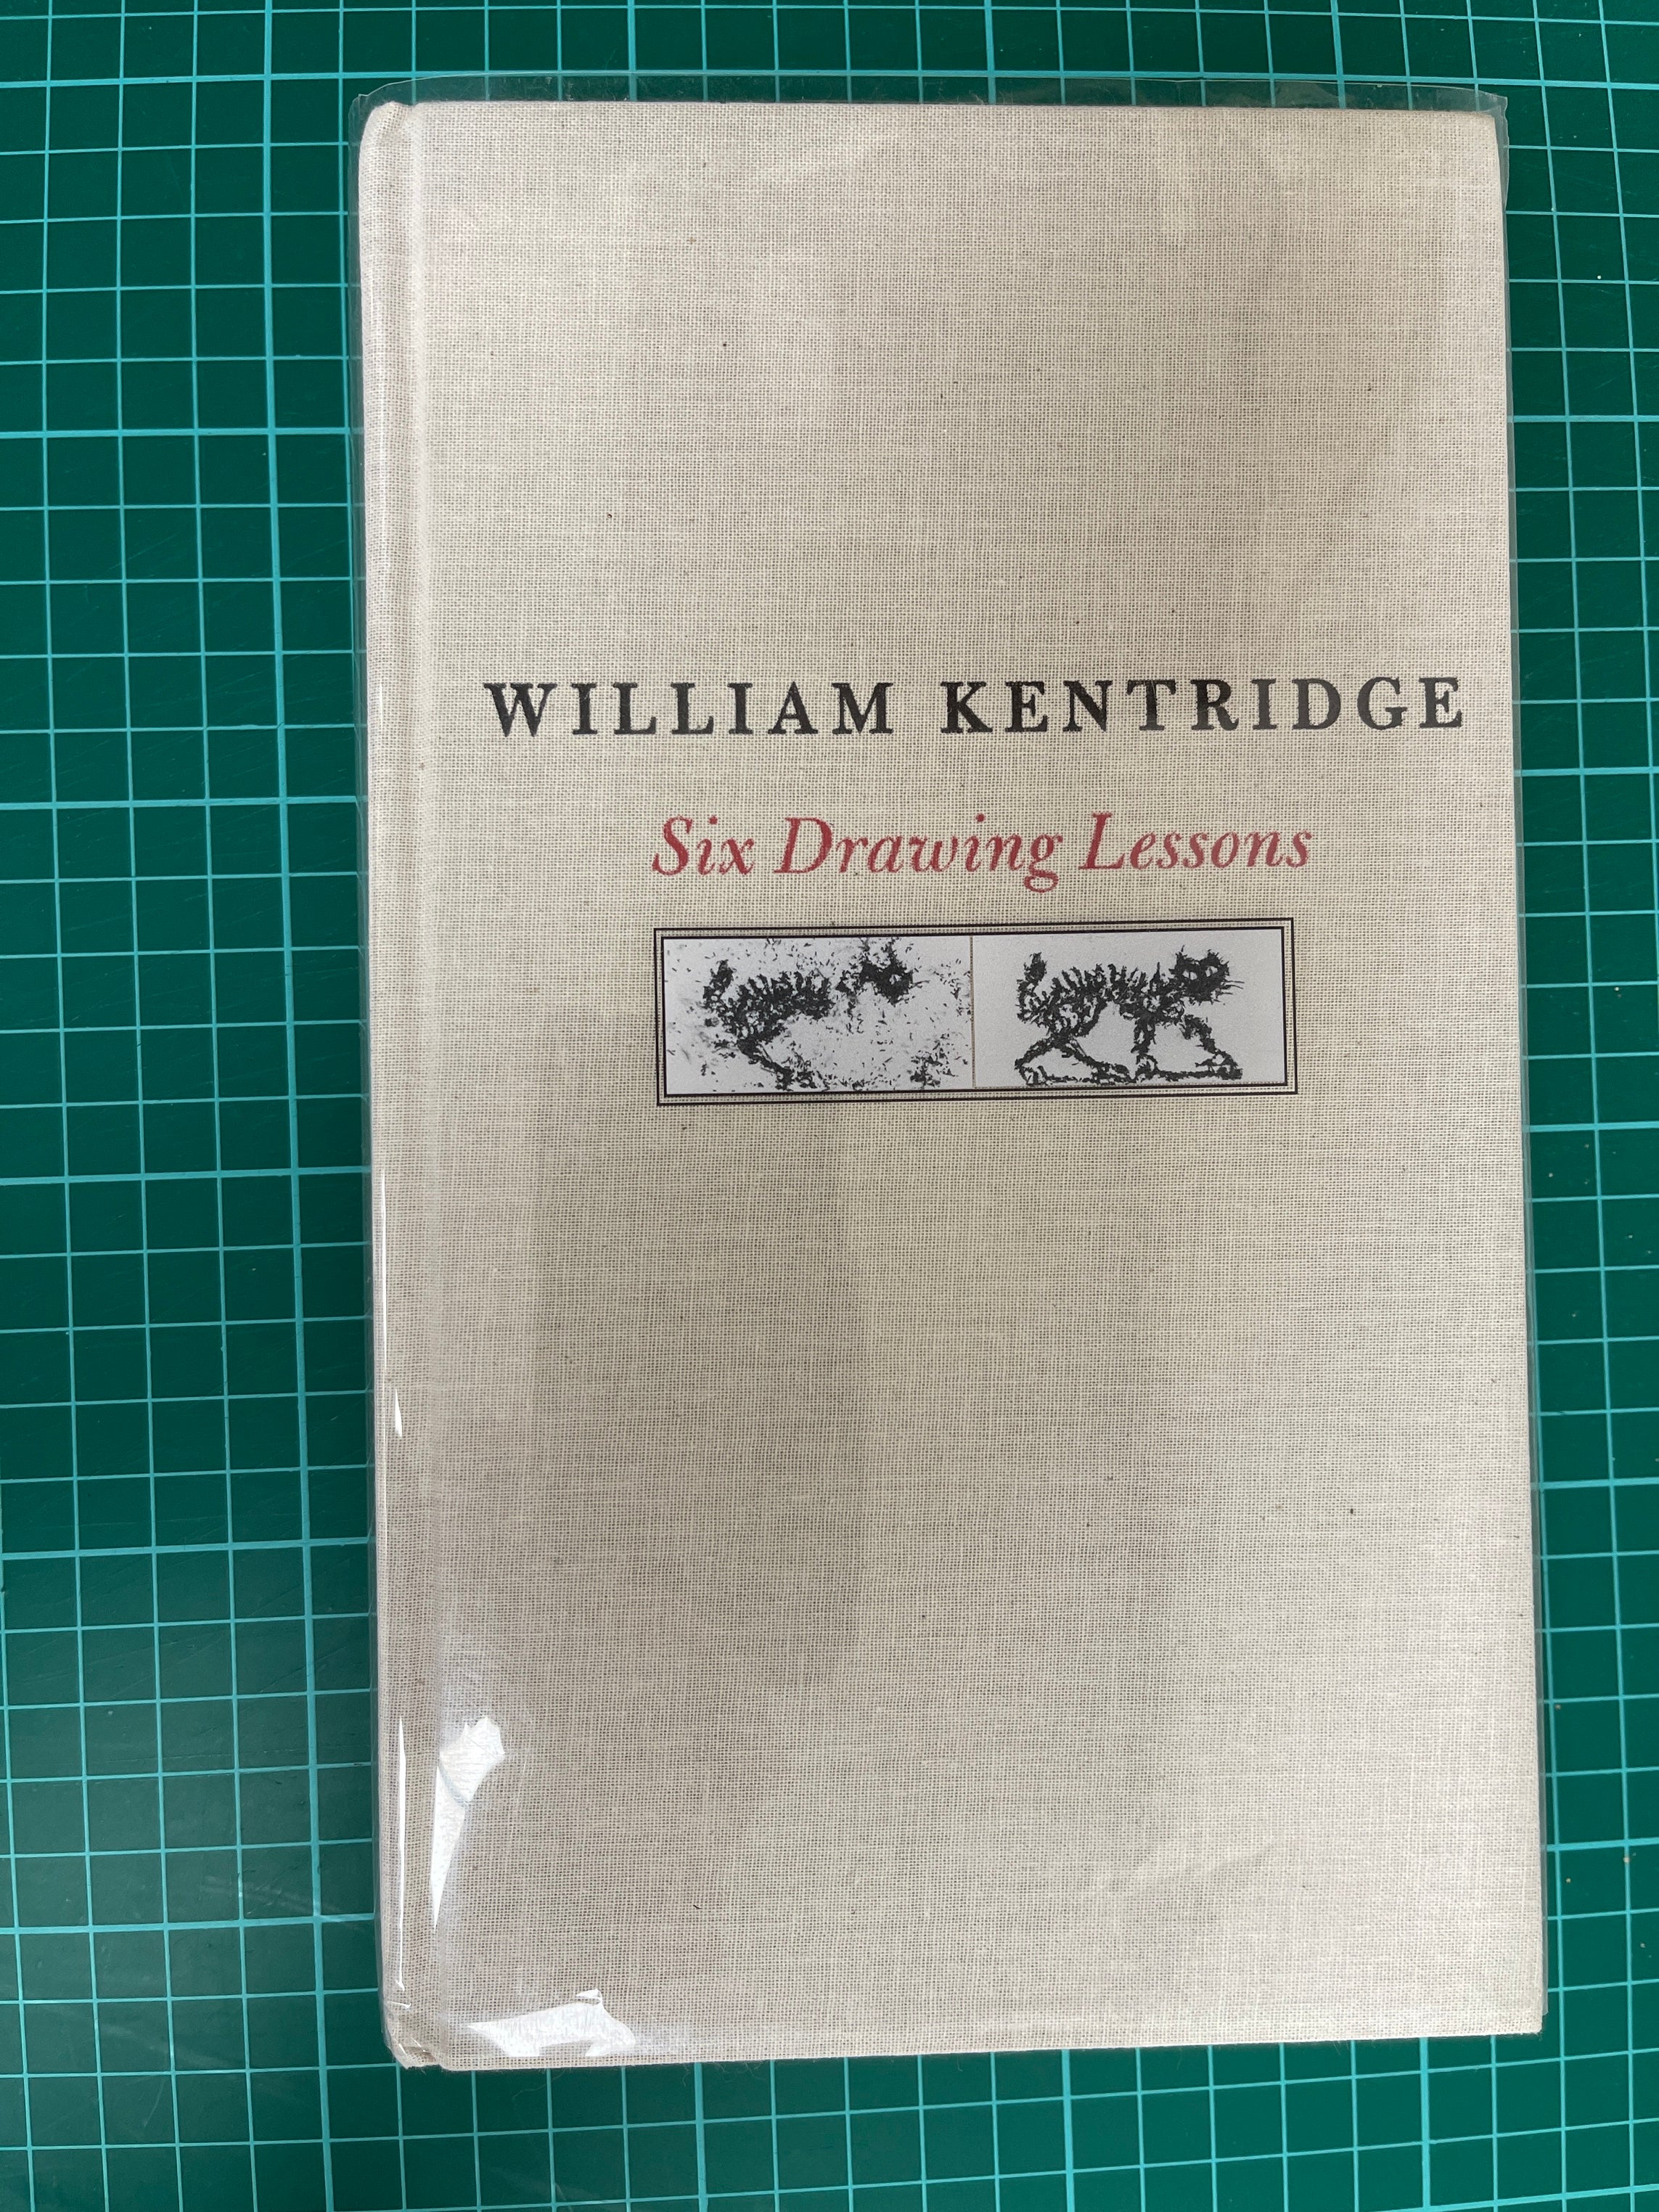 WILLIAM KENTRIDGE
Six Drawing Lessons